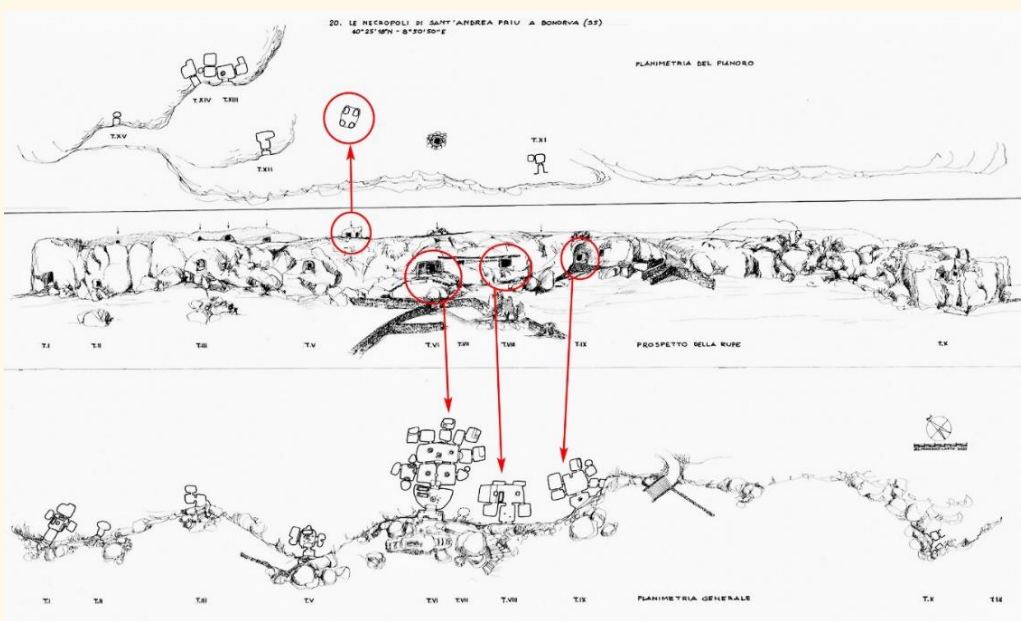 20. LE NECROPOLI DI SANT'ANDREA PRIU A BONORVA (SS)
40°25'18"N - 8°50'50"E
PLANIMETRIA DEL PIANORO
T.XIV T.XIII
T.XV
T.XII
T.XI
T.I T.II T.III T.V T.VI T.VII T.VIII T.IX PROSPETTO DELLA RUPE T.X
T.I T.II T.III T.V T.VI T.VII T.VIII T.IX PLANIMETRIA GENERALE T.X